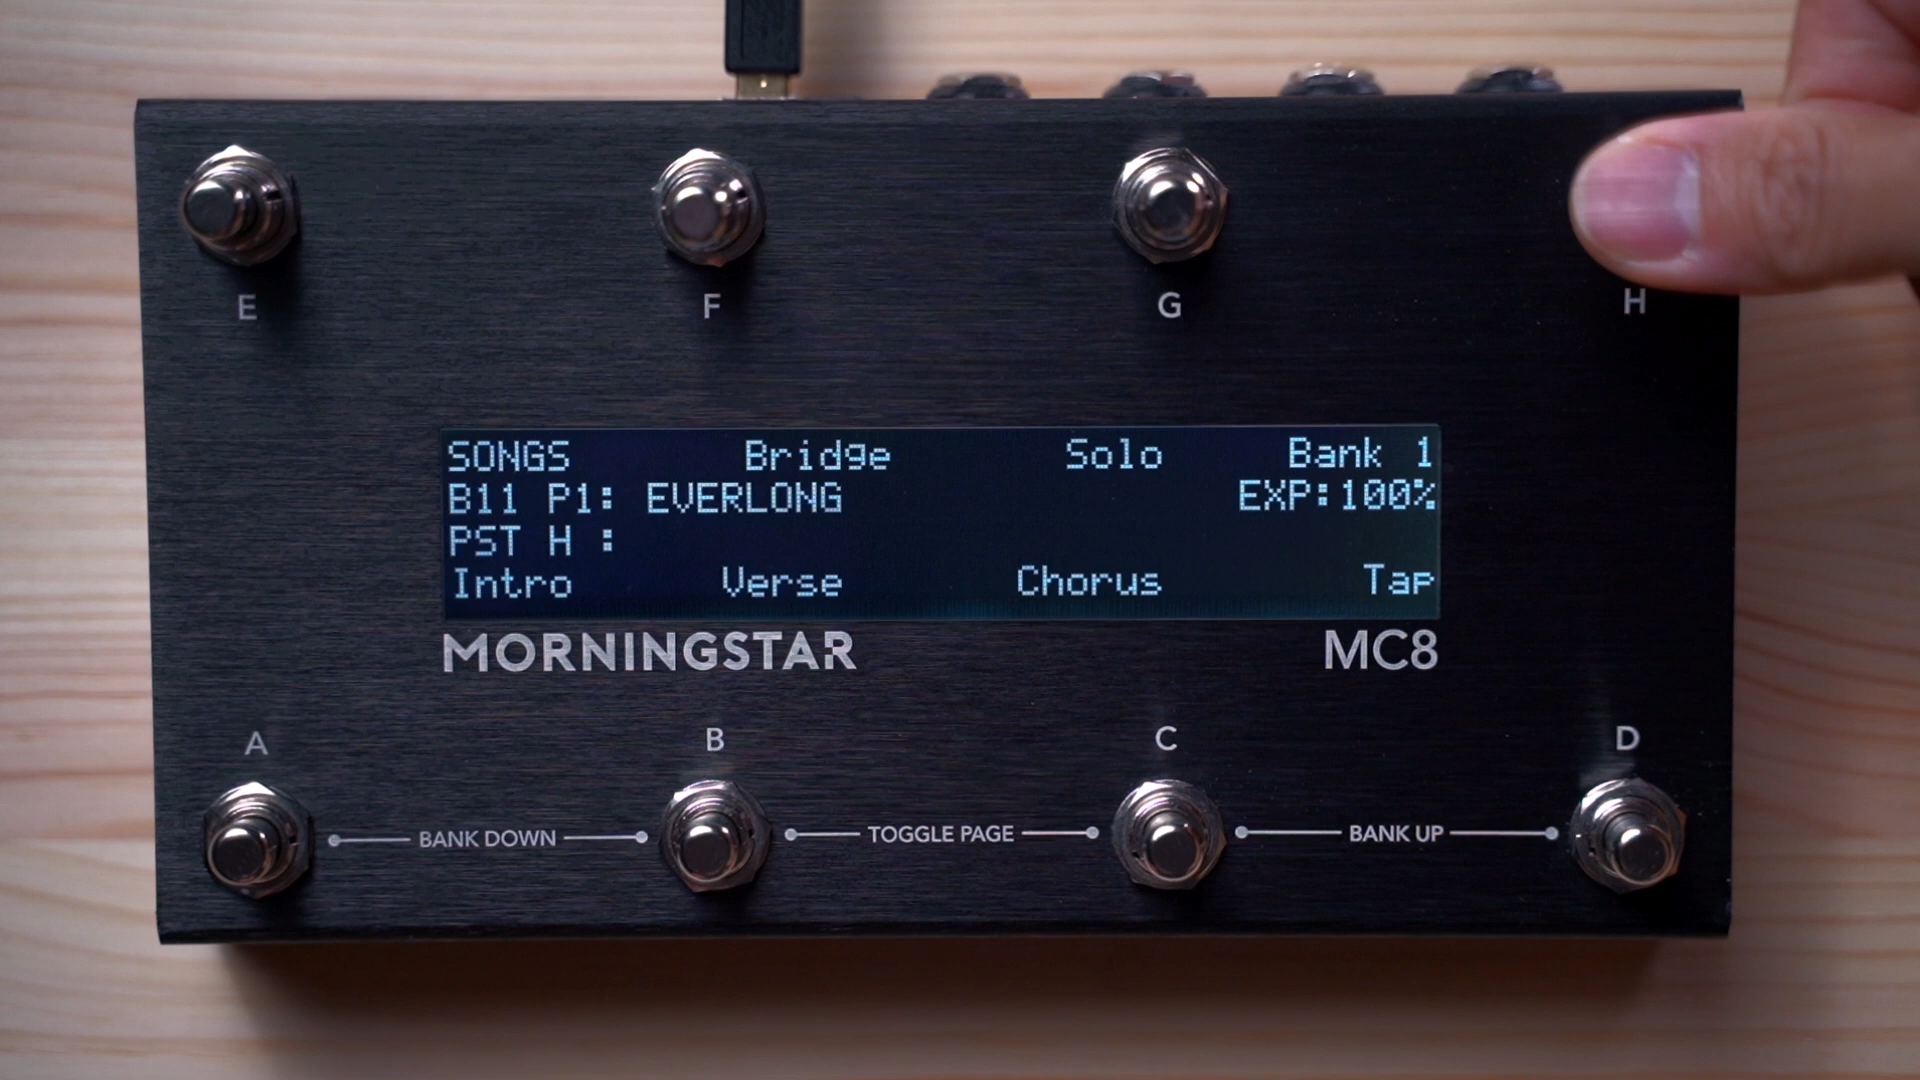 E F G H
SONGS Bridge Solo Bank 1
B11 P1: EVERLONG EXP:100%
PST H :
Intro Verse Chorus Tap
MORNINGSTAR MC8
A B C D
BANK DOWN TOGGLE PAGE BANK UP